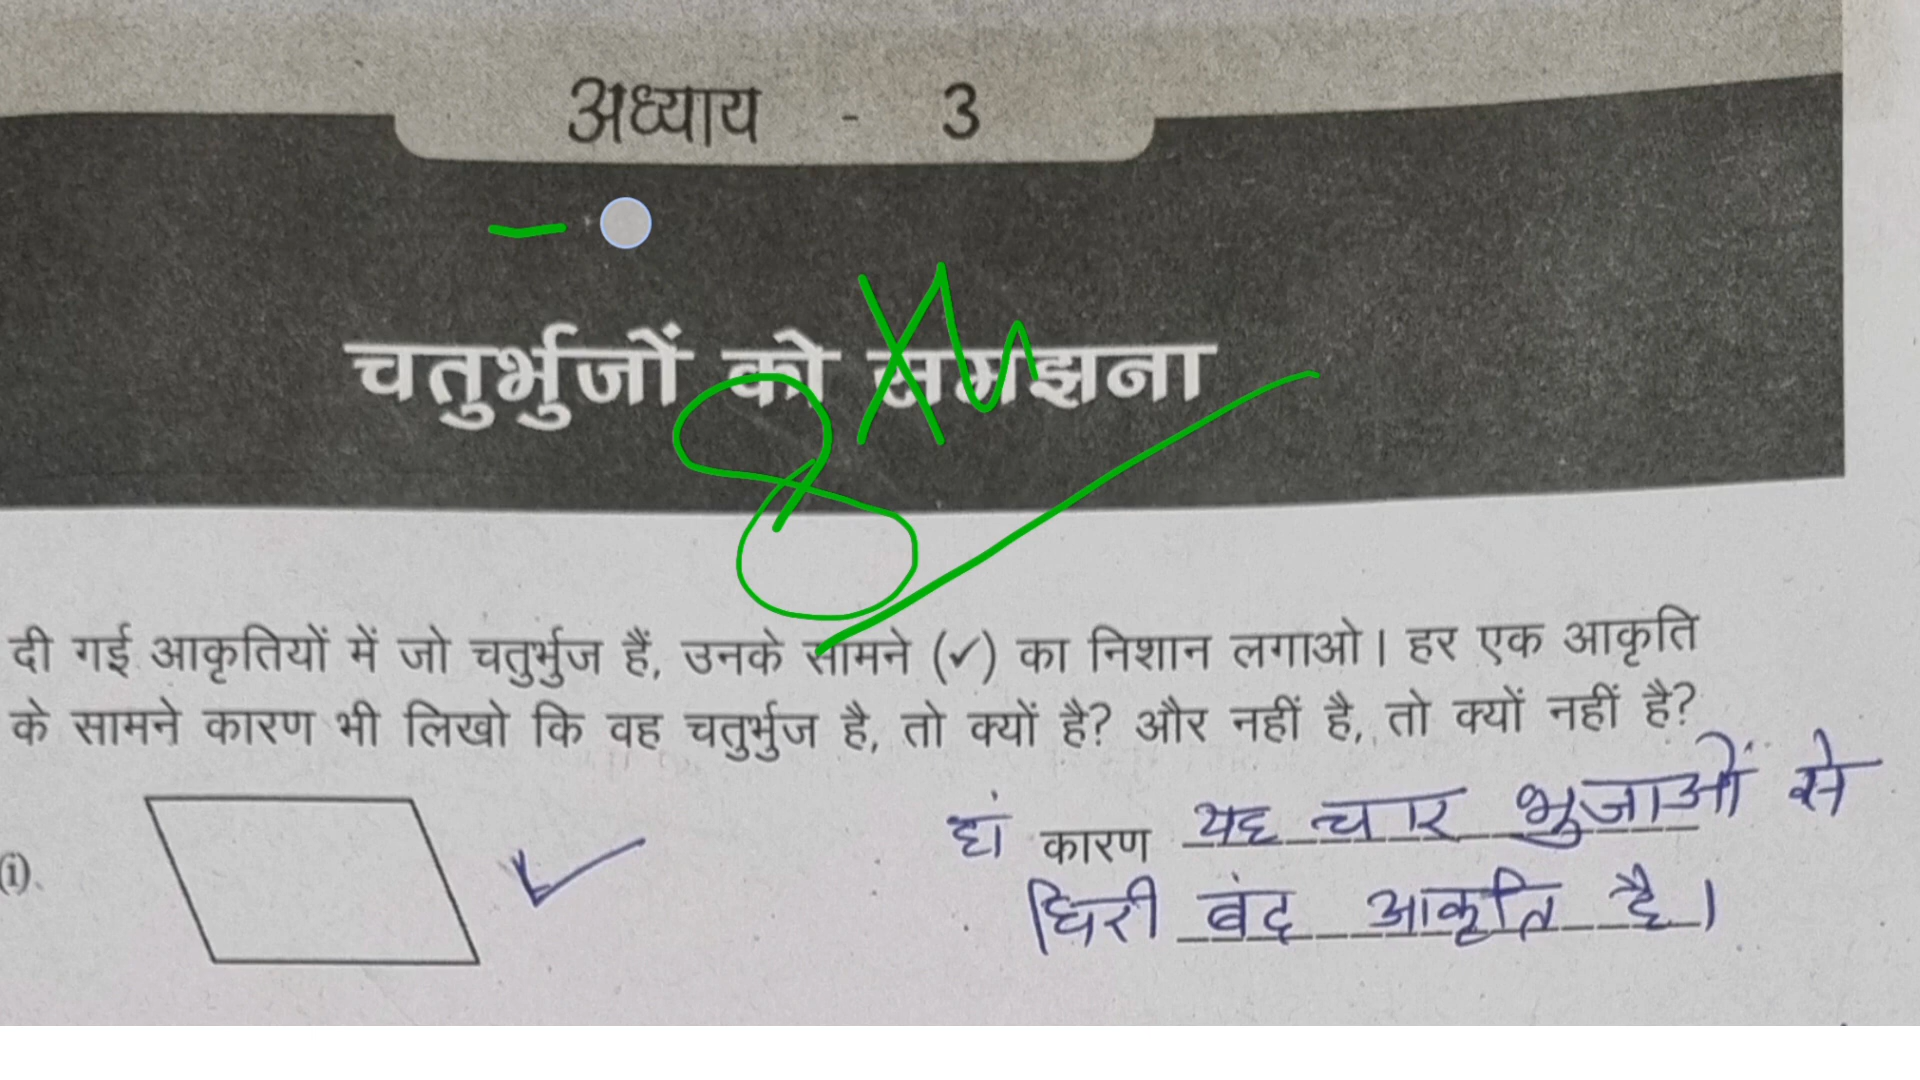 अध्याय - 3
चतुर्भुजों को समझना
दी गई आकृतियों में जो चतुर्भुज हैं, उनके सामने (✓) का निशान लगाओ। हर एक आकृति
के सामने कारण भी लिखो कि वह चतुर्भुज है, तो क्यों है? और नहीं है, तो क्यों नहीं है?
(i). ✓ हां कारण यह चार भुजाओं से
घिरी बंद आकृति है।